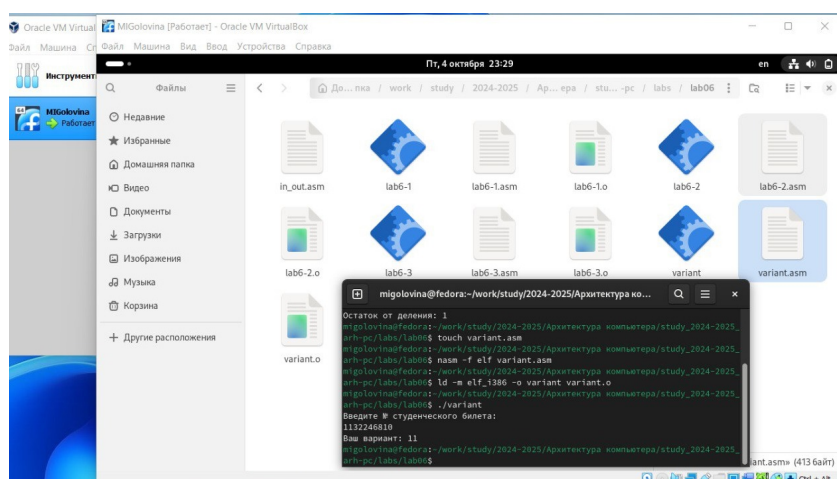 Oracle VM Virtual
MIGolovina [Работает] - Oracle VM VirtualBox
Файл Машина
Файл Машина Вид Ввод Устройства Справка
Пт, 4 октября 23:29
en
Инструмент
MIGolovina
Работает
Файлы
До... пка / work / study / 2024-2025 / Ар... ера / stu... -pc / labs / lab06
Недавние
Избранные
Домашняя папка
Видео
Документы
Загрузки
Изображения
Музыка
Корзина
Другие расположения
in_out.asm
lab6-1
lab6-1.asm
lab6-1.o
lab6-2
lab6-2.asm
lab6-2.o
lab6-3
lab6-3.asm
lab6-3.o
variant
variant.asm
variant.o
migolovina@fedora:~/work/study/2024-2025/Архитектура ко...
Остаток от деления: 1
migolovina@fedora:~/work/study/2024-2025/Архитектура компьютера/study_2024-2025_
arh-pc/labs/lab06$ touch variant.asm
migolovina@fedora:~/work/study/2024-2025/Архитектура компьютера/study_2024-2025_
arh-pc/labs/lab06$ nasm -f elf variant.asm
migolovina@fedora:~/work/study/2024-2025/Архитектура компьютера/study_2024-2025_
arh-pc/labs/lab06$ ld -m elf_i386 -o variant variant.o
migolovina@fedora:~/work/study/2024-2025/Архитектура компьютера/study_2024-2025_
arh-pc/labs/lab06$ ./variant
Введите № студенческого билета:
1132246810
Ваш вариант: 11
migolovina@fedora:~/work/study/2024-2025/Архитектура компьютера/study_2024-2025_
arh-pc/labs/lab06$
iant.asm» (413 байт)